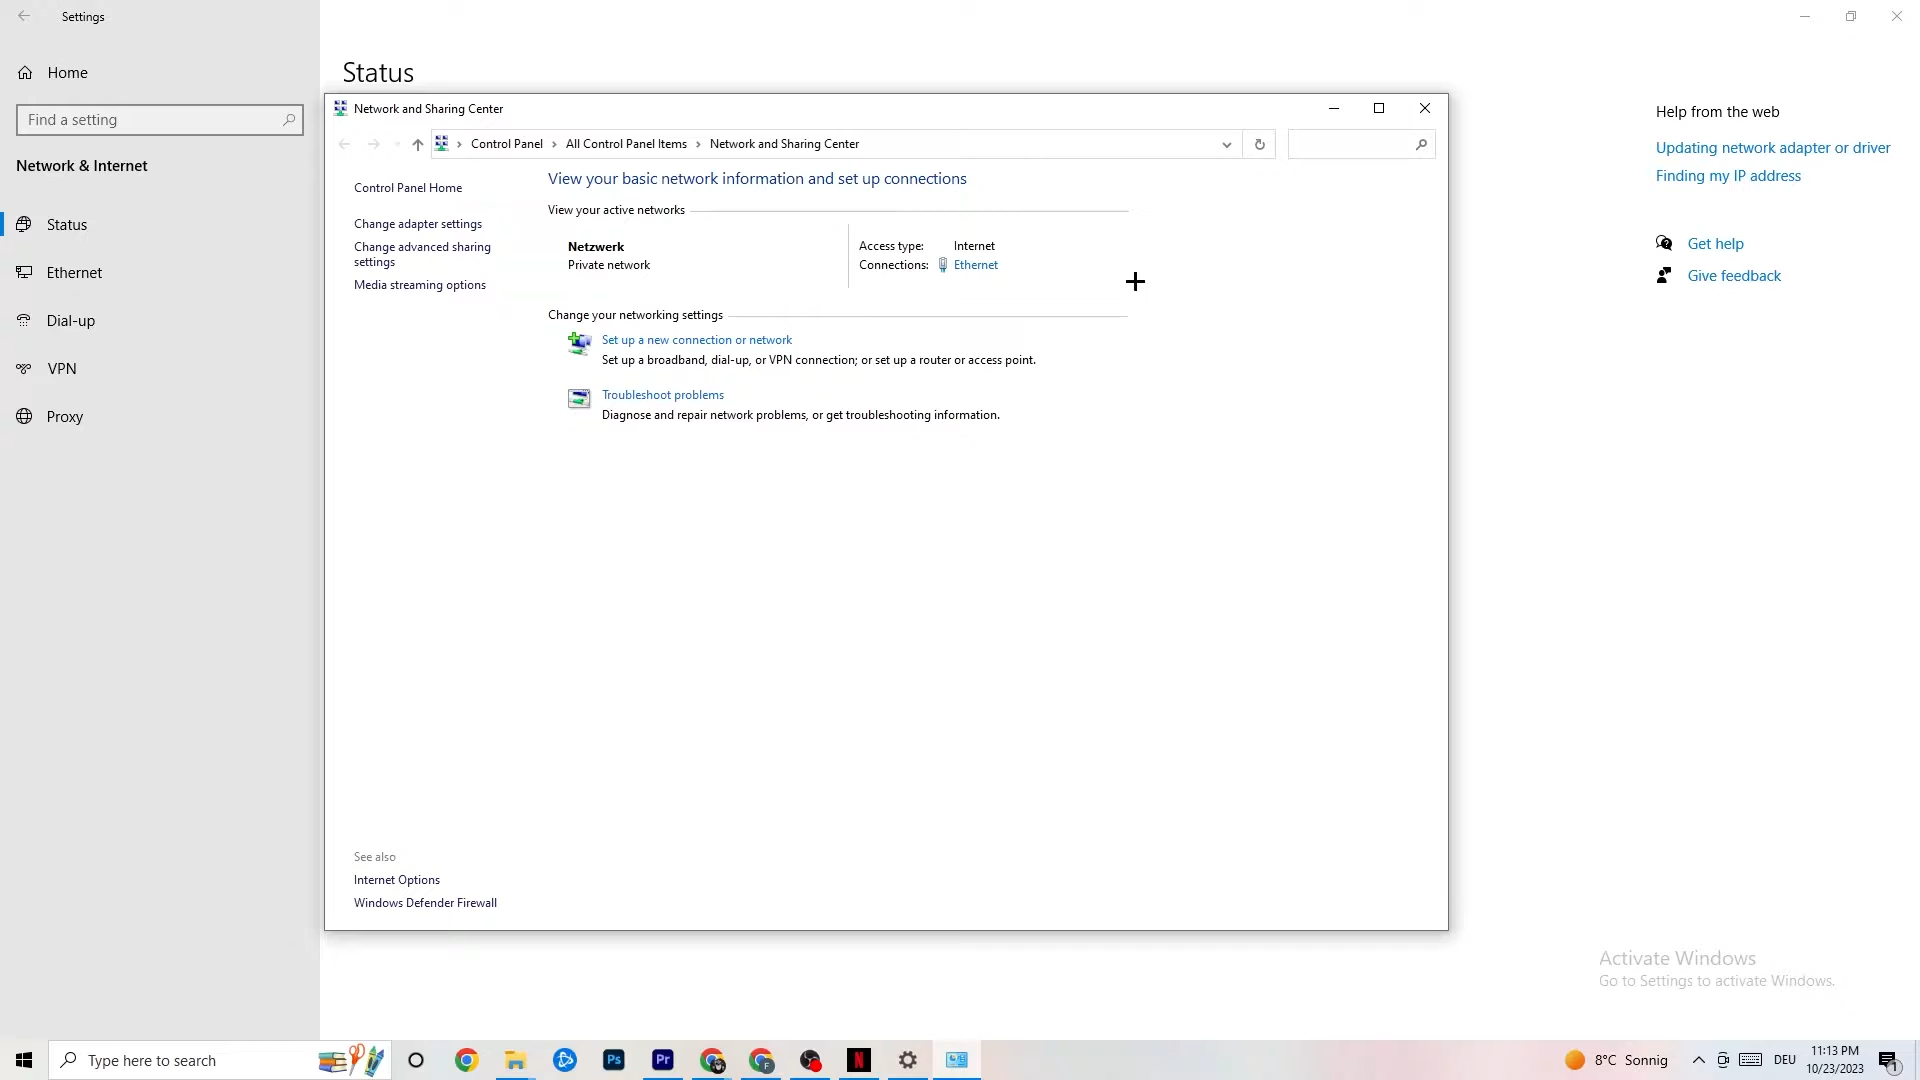 Settings
Home
Find a setting
Network & Internet
Status
Ethernet
Dial-up
VPN
Proxy
Status
Network and Sharing Center
Control Panel > All Control Panel Items > Network and Sharing Center
Control Panel Home
Change adapter settings
Change advanced sharing
settings
Media streaming options
View your basic network information and set up connections
View your active networks
Netzwerk
Private network
Access type: Internet
Connections: Ethernet
Change your networking settings
Set up a new connection or network
Set up a broadband, dial-up, or VPN connection; or set up a router or access point.
Troubleshoot problems
Diagnose and repair network problems, or get troubleshooting information.
See also
Internet Options
Windows Defender Firewall
Help from the web
Updating network adapter or driver
Finding my IP address
Get help
Give feedback
Activate Windows
Go to Settings to activate Windows.
Type here to search
Ps
Pr
F
N
8°C Sonnig
DEU
11:13 PM
10/23/2023
1